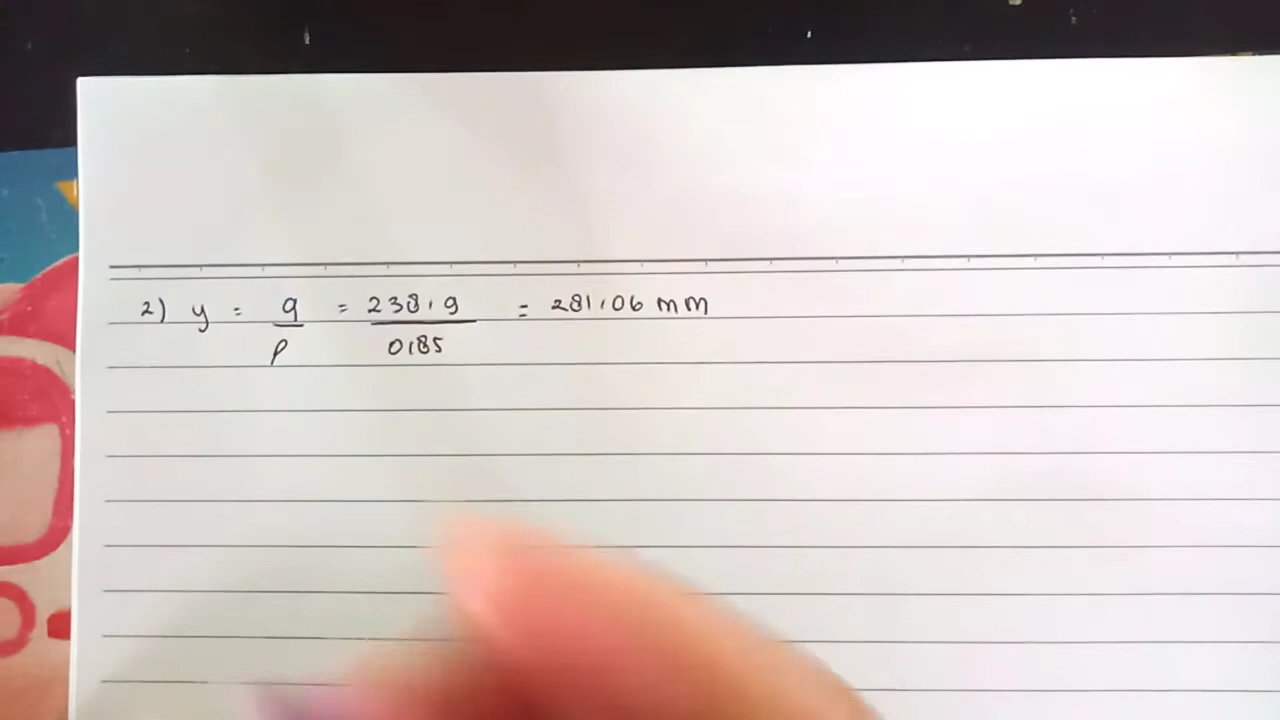 2) y = q/ρ = 238,9/0,85 = 281,06 mm